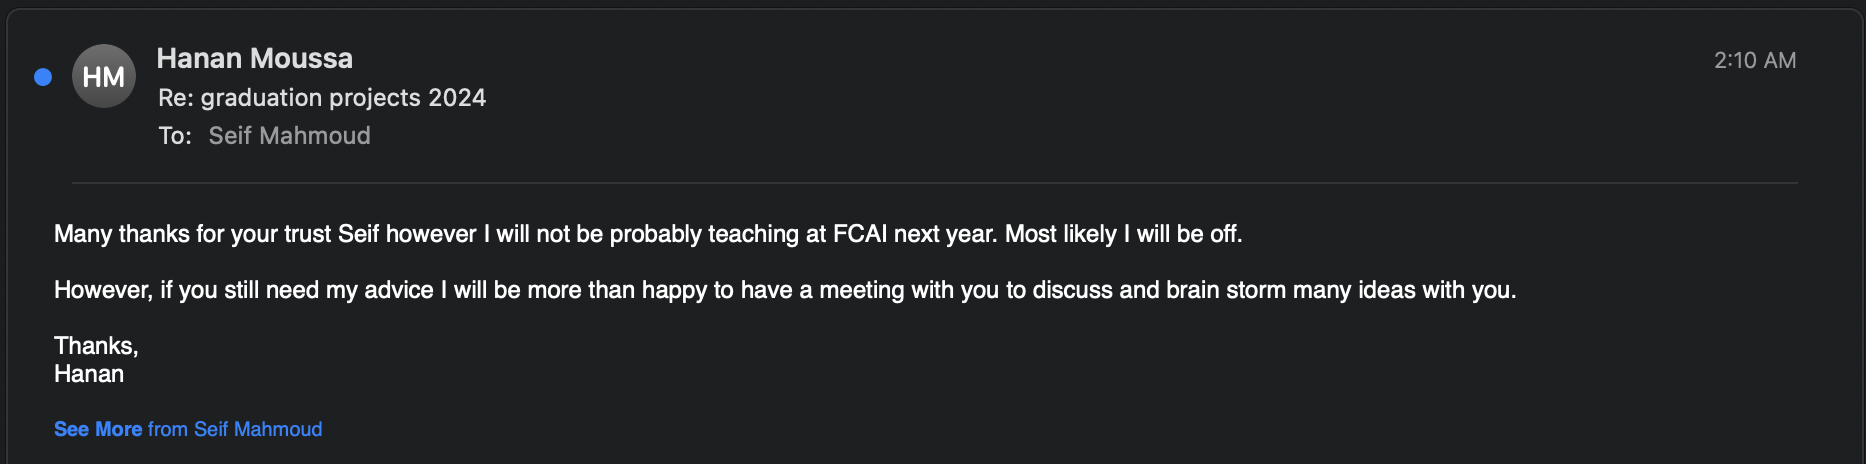 HM
Hanan Moussa
2:10 AM
Re: graduation projects 2024
To: Seif Mahmoud
Many thanks for your trust Seif however I will not be probably teaching at FCAI next year. Most likely I will be off.
However, if you still need my advice I will be more than happy to have a meeting with you to discuss and brain storm many ideas with you.
Thanks,
Hanan
See More from Seif Mahmoud